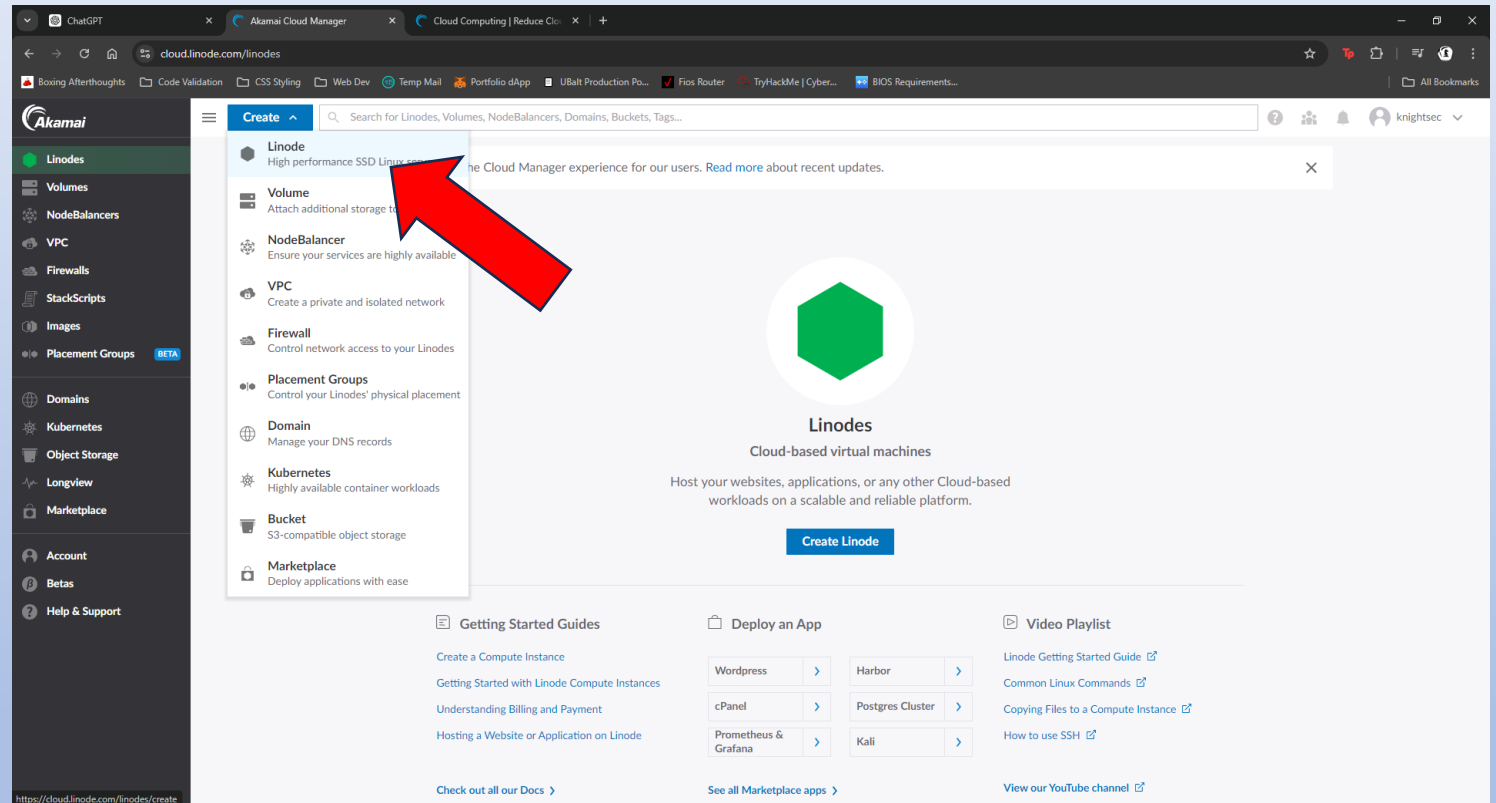 ChatGPT
Akamai Cloud Manager
Cloud Computing | Reduce Clo
cloud.linode.com/linodes
Tp
Boxing Afterthoughts
Code Validation
CSS Styling
Web Dev
Temp Mail
Portfolio dApp
UBalt Production Po...
Fios Router
TryHackMe | Cyber...
BIOS Requirements...
All Bookmarks
Akamai
Create
Search for Linodes, Volumes, NodeBalancers, Domains, Buckets, Tags...
knightsec
Linodes
Volumes
NodeBalancers
VPC
Firewalls
StackScripts
Images
Placement Groups BETA
Domains
Kubernetes
Object Storage
Longview
Marketplace
Account
Betas
Help & Support
https://cloud.linode.com/linodes/create
Linode
High performance SSD Linux
Volume
Attach additional storage
NodeBalancer
Ensure your services are highly available
VPC
Create a private and isolated network
Firewall
Control network access to your Linodes
Placement Groups
Control your Linodes' physical placement
Domain
Manage your DNS records
Kubernetes
Highly available container workloads
Bucket
S3-compatible object storage
Marketplace
Deploy applications with ease
the Cloud Manager experience for our users. Read more about recent updates.
Linodes
Cloud-based virtual machines
Host your websites, applications, or any other Cloud-based
workloads on a scalable and reliable platform.
Create Linode
Getting Started Guides
Create a Compute Instance
Getting Started with Linode Compute Instances
Understanding Billing and Payment
Hosting a Website or Application on Linode
Check out all our Docs
Deploy an App
Wordpress
Harbor
cPanel
Postgres Cluster
Prometheus &
Grafana
Kali
See all Marketplace apps
Video Playlist
Linode Getting Started Guide
Common Linux Commands
Copying Files to a Compute Instance
How to use SSH
View our YouTube channel